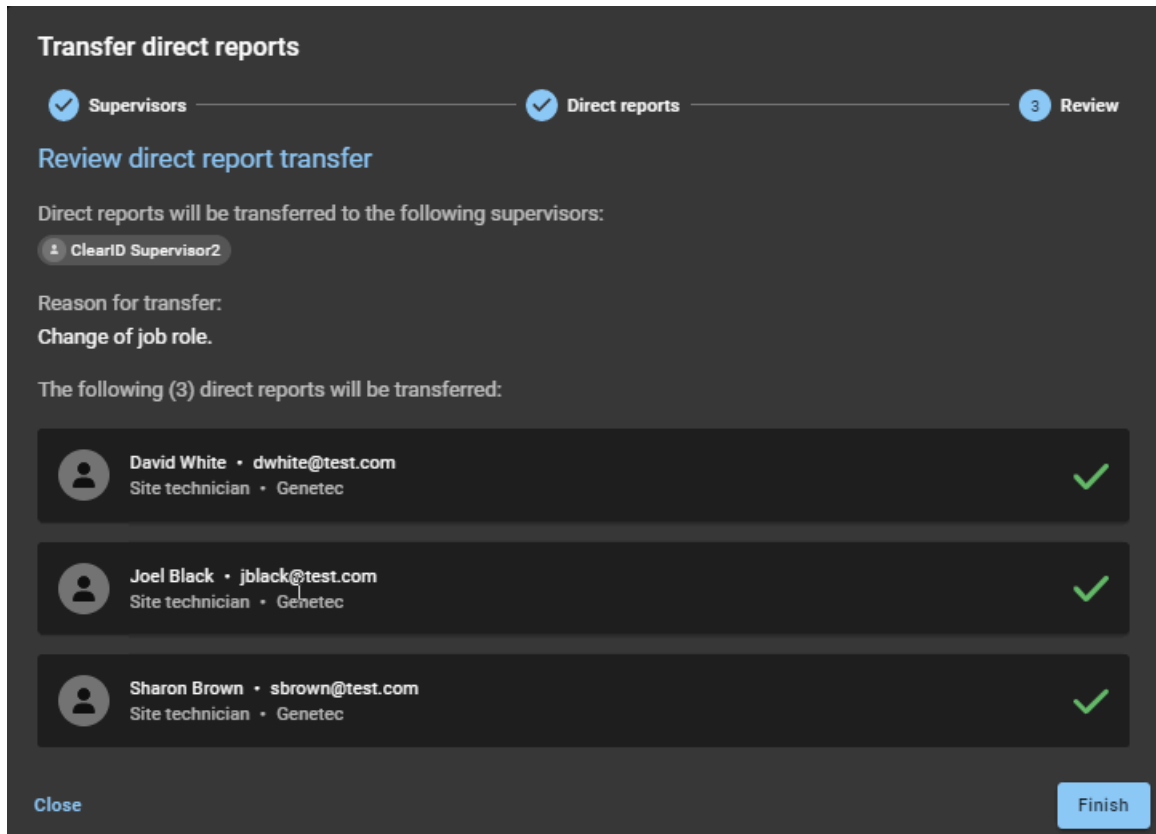 Transfer direct reports
Supervisors Direct reports 3 Review
Review direct report transfer
Direct reports will be transferred to the following supervisors:
ClearID Supervisor2
Reason for transfer:
Change of job role.
The following (3) direct reports will be transferred:
David White • dwhite@test.com
Site technician • Genetec
Joel Black • jblack@test.com
Site technician • Genetec
Sharon Brown • sbrown@test.com
Site technician • Genetec
Close Finish